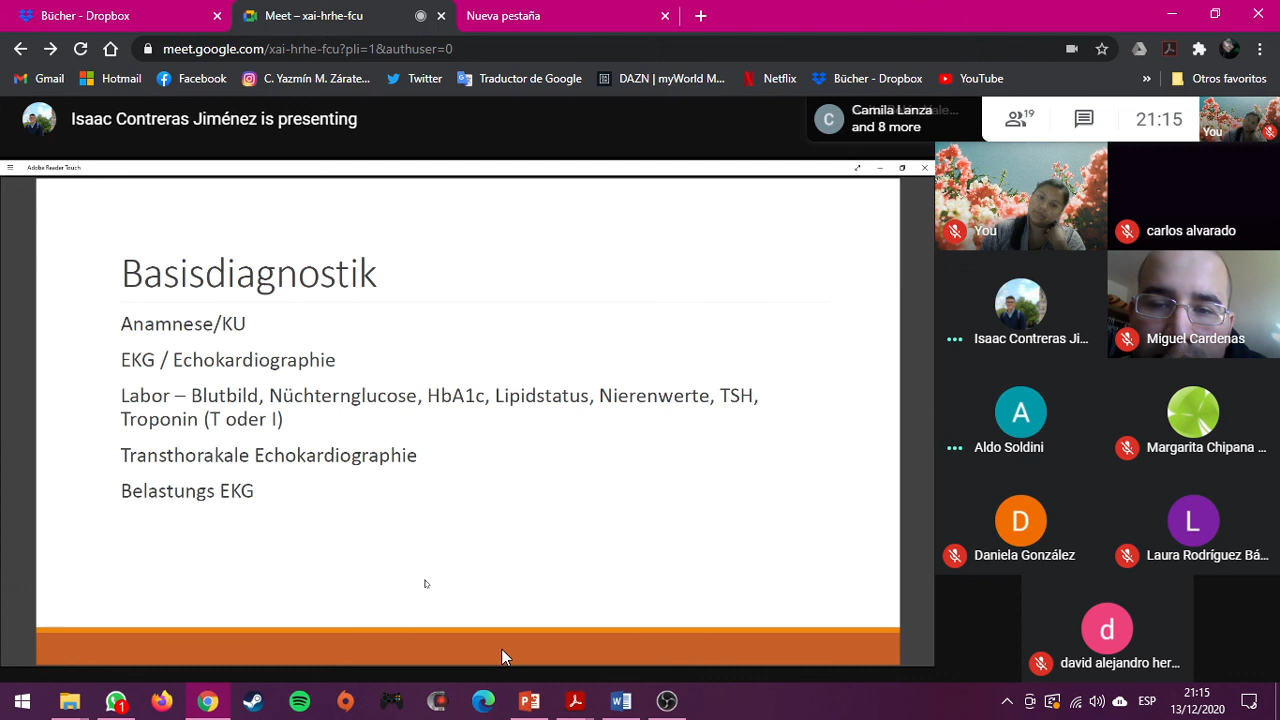 Bücher - Dropbox
Meet – xai-hrhe-fcu
Nueva pestaña
meet.google.com/xai-hrhe-fcu?pli=1&authuser=0
Gmail
Hotmail
Facebook
C. Yazmín M. Zárate...
Twitter
Traductor de Google
DAZN | myWorld M...
Netflix
Bücher - Dropbox
YouTube
»
Otros favoritos
Isaac Contreras Jiménez is presenting
C
Camila Lanza
and 8 more
19
21:15
You
Adobe Reader Touch
Basisdiagnostik
Anamnese/KU
EKG / Echokardiographie
Labor – Blutbild, Nüchternglucose, HbA1c, Lipidstatus, Nierenwerte, TSH,
Troponin (T oder I)
Transthorakale Echokardiographie
Belastungs EKG
You
carlos alvarado
Isaac Contreras Ji...
Miguel Cardenas
A
Aldo Soldini
Margarita Chipana ...
D
Daniela González
L
Laura Rodríguez Bá...
d
david alejandro her...
1
ESP
21:15
13/12/2020